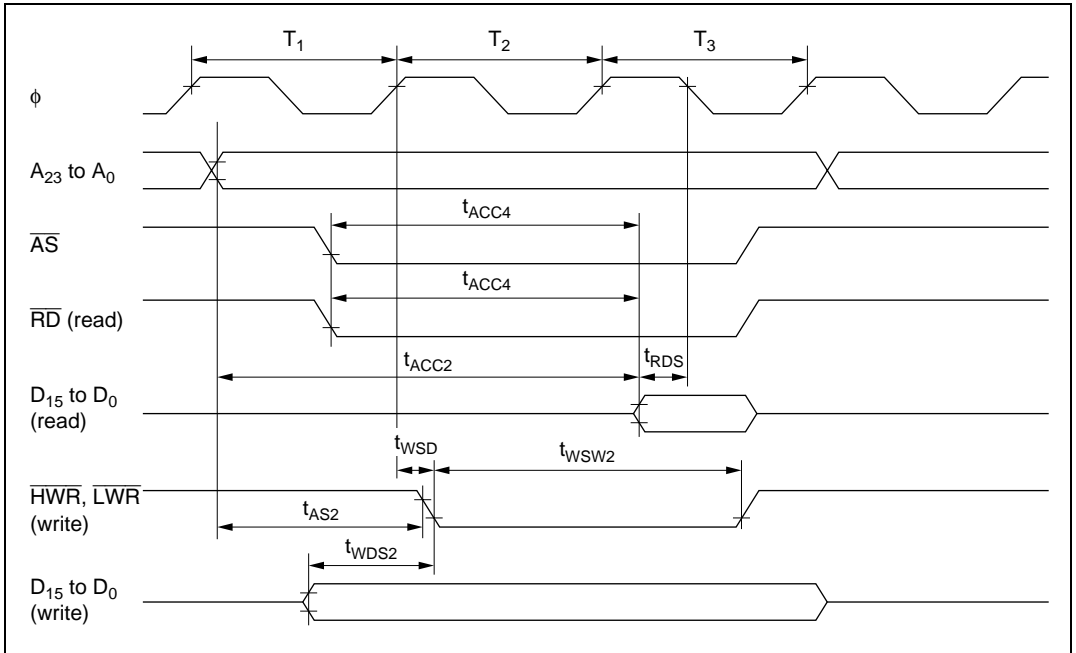 T1 T2 T3
ϕ
A23 to A0
tACC4
AS
tACC4
RD (read)
tACC2 tRDS
D15 to D0
(read)
tWSD tWSW2
HWR, LWR
(write)
tAS2
tWDS2
D15 to D0
(write)